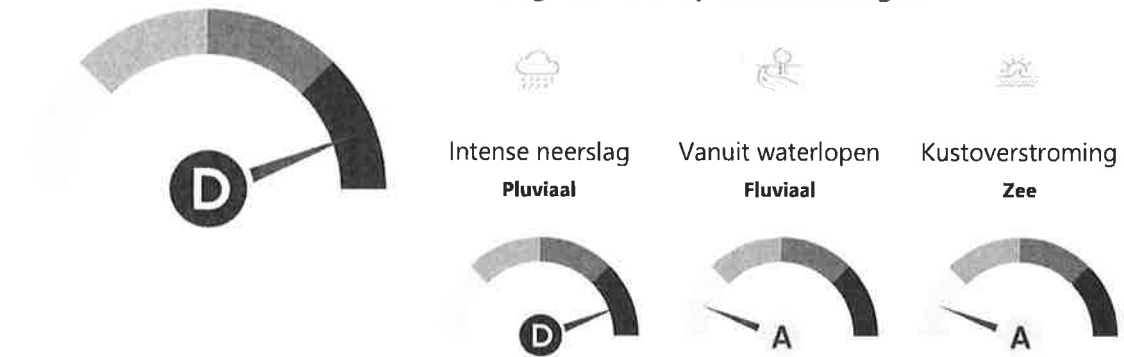 D
Intense neerslag
Vanuit waterlopen
Kustoverstroming
Pluviaal
Fluviaal
Zee
D
A
A